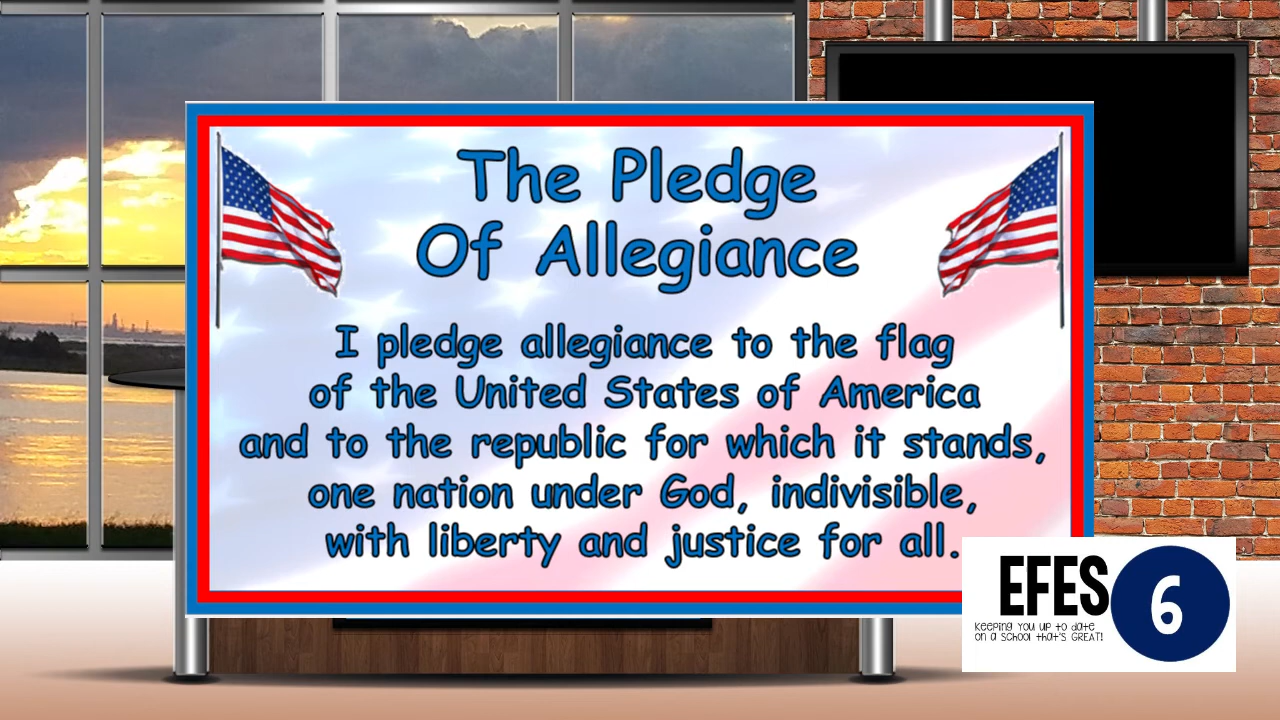 The Pledge
Of Allegiance
I pledge allegiance to the flag
of the United States of America
and to the republic for which it stands,
one nation under God, indivisible,
with liberty and justice for all.
EFES 6
Keeping you up to date
on a school that's GREAT!